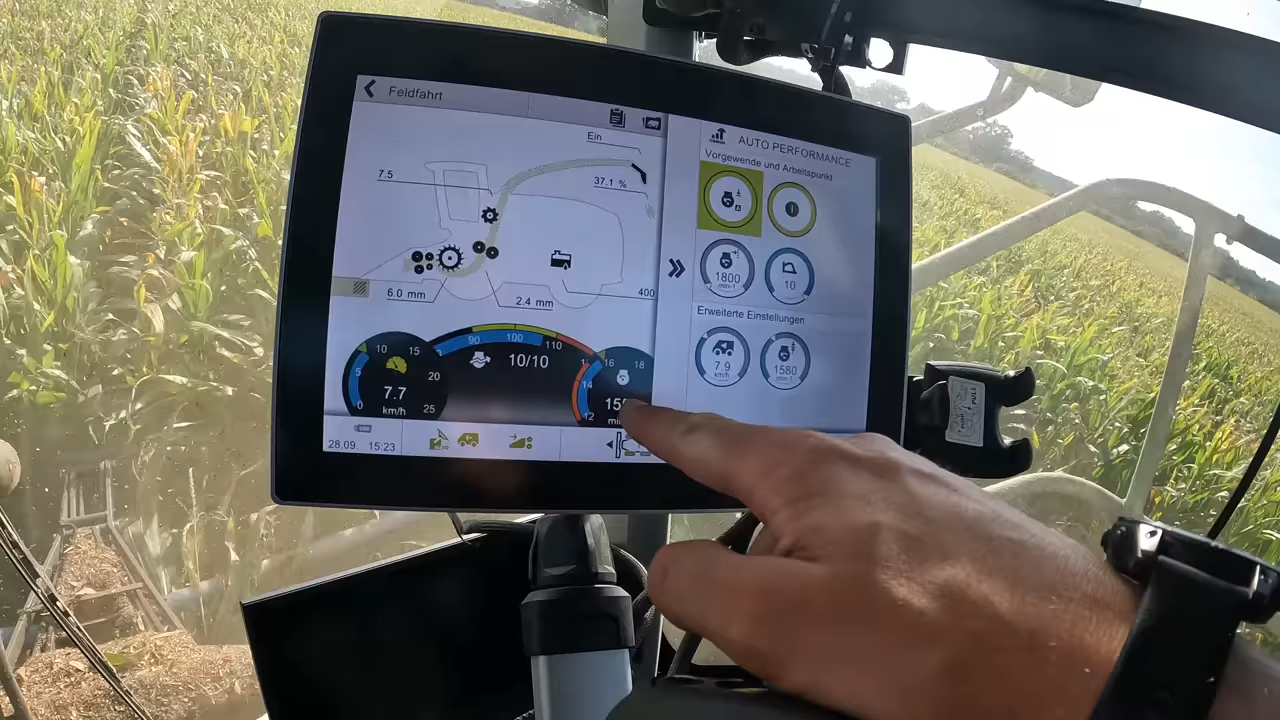 Feldfahrt
Ein
7.5
37.1 %
6.0 mm
2.4 mm
400
AUTO PERFORMANCE
Vorgewende und Arbeitspunkt
1800
min-1
10
Erweiterte Einstellungen
7.9
km/h
1580
min-1
0
5
10
15
20
25
7.7
km/h
90
100
110
10/10
12
14
16
18
28.09. 15:23
PULL